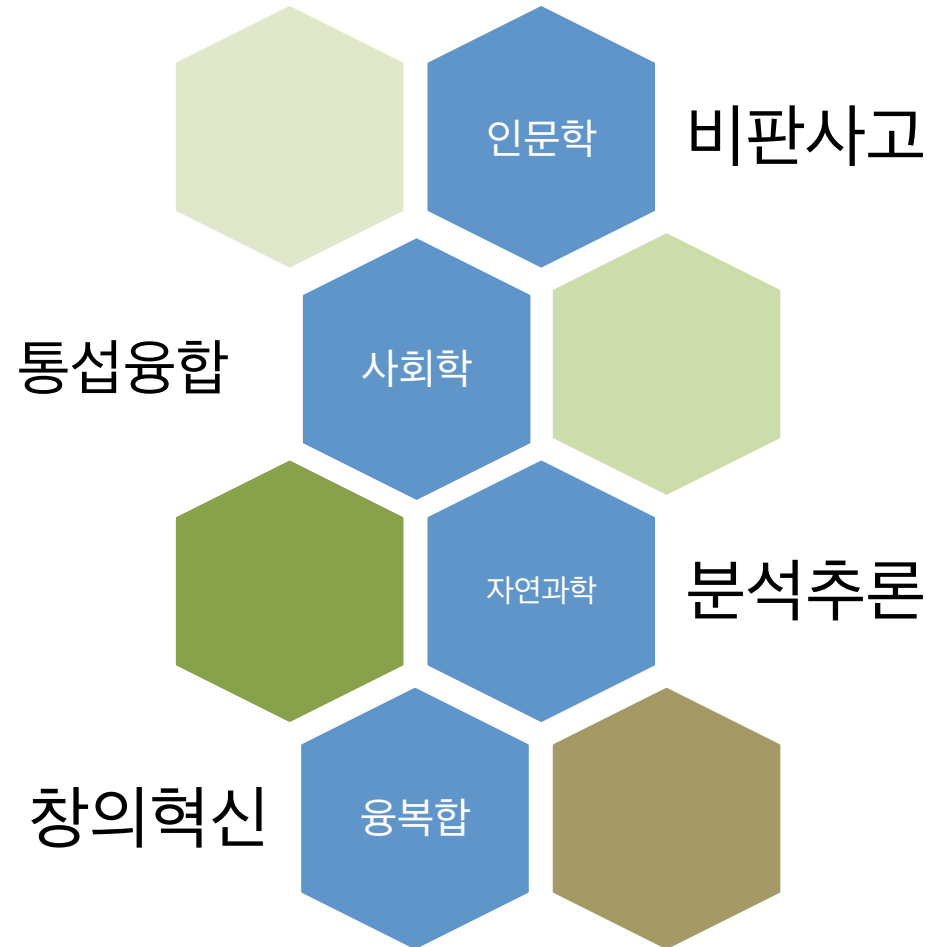 인문학
비판사고
통섭융합
사회학
자연과학
분석추론
창의혁신
융복합